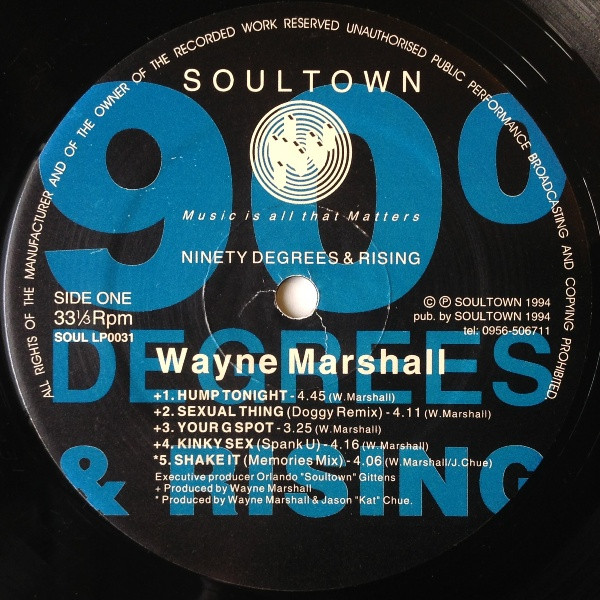 ALL RIGHTS OF THE MANUFACTURER AND OF THE OWNER OF THE RECORDED WORK RESERVED UNAUTHORISED PUBLIC PERFORMANCE BROADCASTING AND COPYING PROHIBITED
SOULTOWN
Music is all that Matters
90°
NINETY DEGREES & RISING
SIDE ONE
33⅓ Rpm
SOUL LP0031
© ℗ SOULTOWN 1994
pub. by SOULTOWN 1994
tel: 0956-506711
DEGREES
Wayne Marshall
+1. HUMP TONIGHT - 4.45 (W.Marshall)
+2. SEXUAL THING (Doggy Remix) - 4.11 (W.Marshall)
+3. YOUR G SPOT - 3.25 (W.Marshall)
+4. KINKY SEX (Spank U) - 4.16 (W.Marshall)
*5. SHAKE IT (Memories Mix) - 4.06 (W.Marshall/J.Chue)
& RISING
Executive producer Orlando "Soultown" Gittens
+ Produced by Wayne Marshall
* Produced by Wayne Marshall & Jason "Kat" Chue.